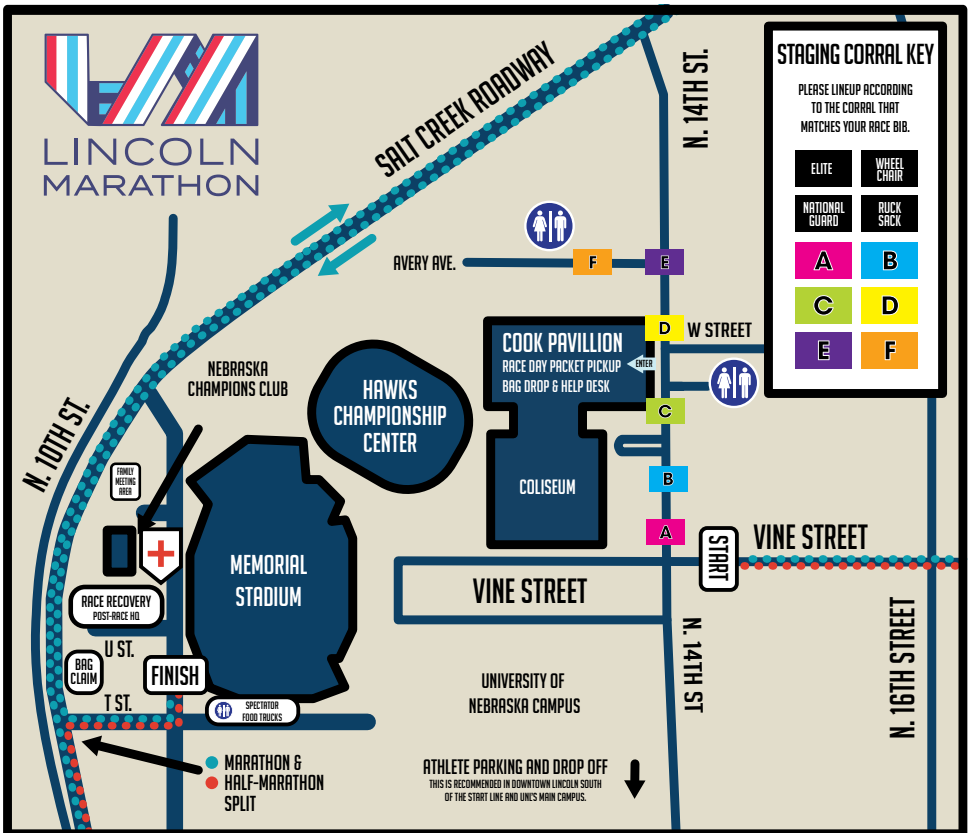 LINCOLN
MARATHON
SALT CREEK ROADWAY
N. 14TH ST.
STAGING CORRAL KEY
PLEASE LINEUP ACCORDING
TO THE CORRAL THAT
MATCHES YOUR RACE BIB.
ELITE
WHEEL
CHAIR
NATIONAL
GUARD
RUCK
SACK
A
B
C
D
E
F
AVERY AVE.
F
E
D
W STREET
COOK PAVILLION
RACE DAY PACKET PICKUP
BAG DROP & HELP DESK
ENTER
C
NEBRASKA
CHAMPIONS CLUB
HAWKS
CHAMPIONSHIP
CENTER
N. 10TH ST.
FAMILY
MEETING
AREA
COLISEUM
B
A
START
VINE STREET
MEMORIAL
STADIUM
VINE STREET
RACE RECOVERY
POST-RACE HQ
U ST.
BAG
CLAIM
FINISH
T ST.
SPECTATOR
FOOD TRUCKS
UNIVERSITY OF
NEBRASKA CAMPUS
N. 14TH ST
N. 16TH STREET
MARATHON &
HALF-MARATHON
SPLIT
ATHLETE PARKING AND DROP OFF
THIS IS RECOMMENDED IN DOWNTOWN LINCOLN SOUTH
OF THE START LINE AND UNL'S MAIN CAMPUS.